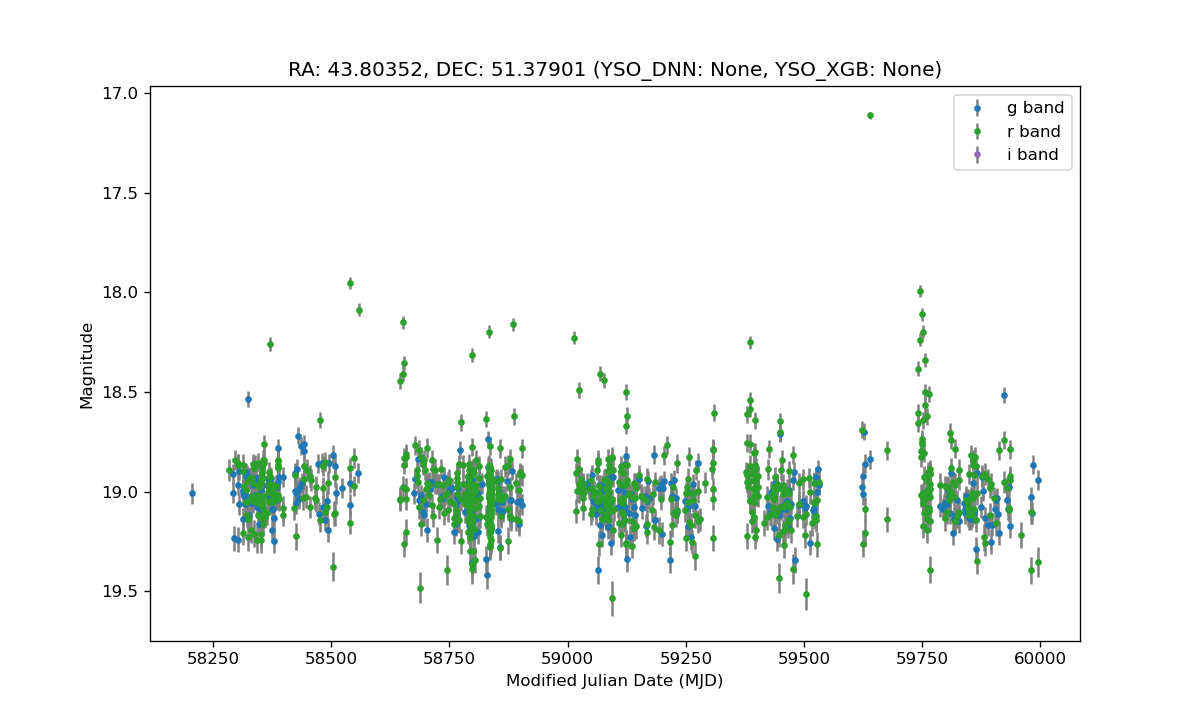 RA: 43.80352, DEC: 51.37901 (YSO_DNN: None, YSO_XGB: None)
g band
r band
i band
Magnitude
17.0
17.5
18.0
18.5
19.0
19.5
58250 58500 58750 59000 59250 59500 59750 60000
Modified Julian Date (MJD)